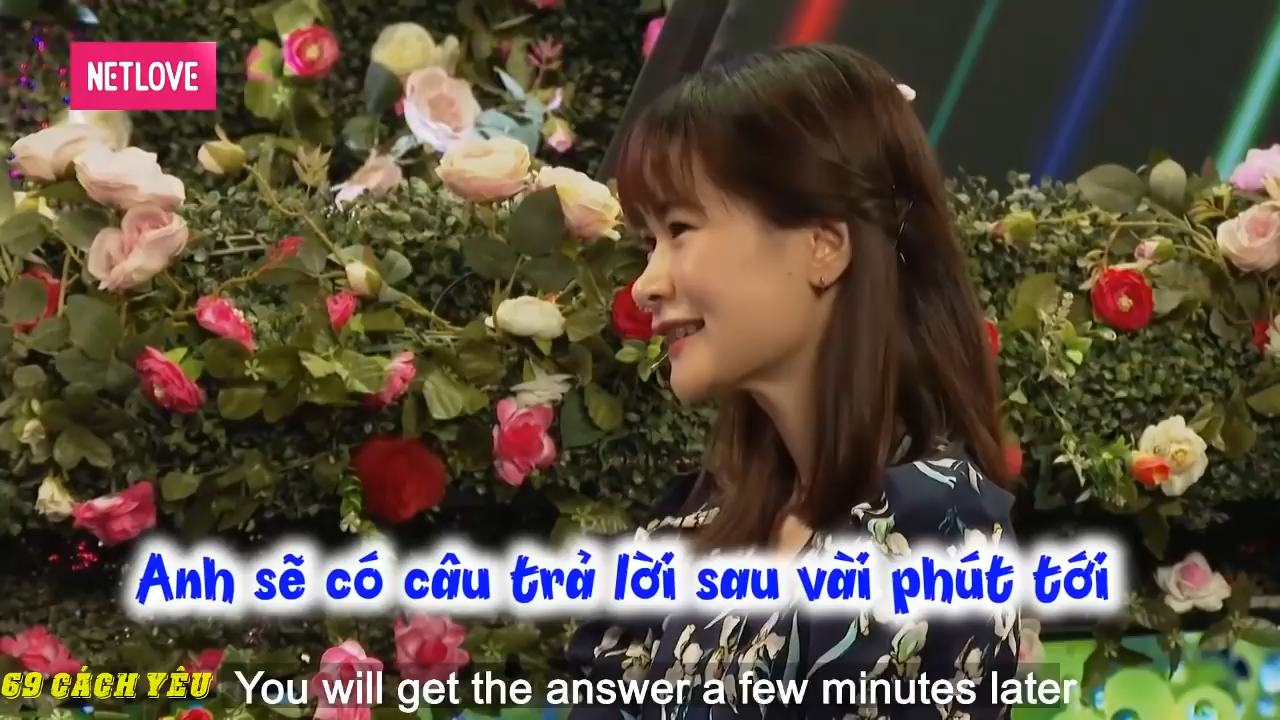 NETLOVE
Anh sẽ có câu trả lời sau vài phút tới
69 CÁCH YÊU
You will get the answer a few minutes later